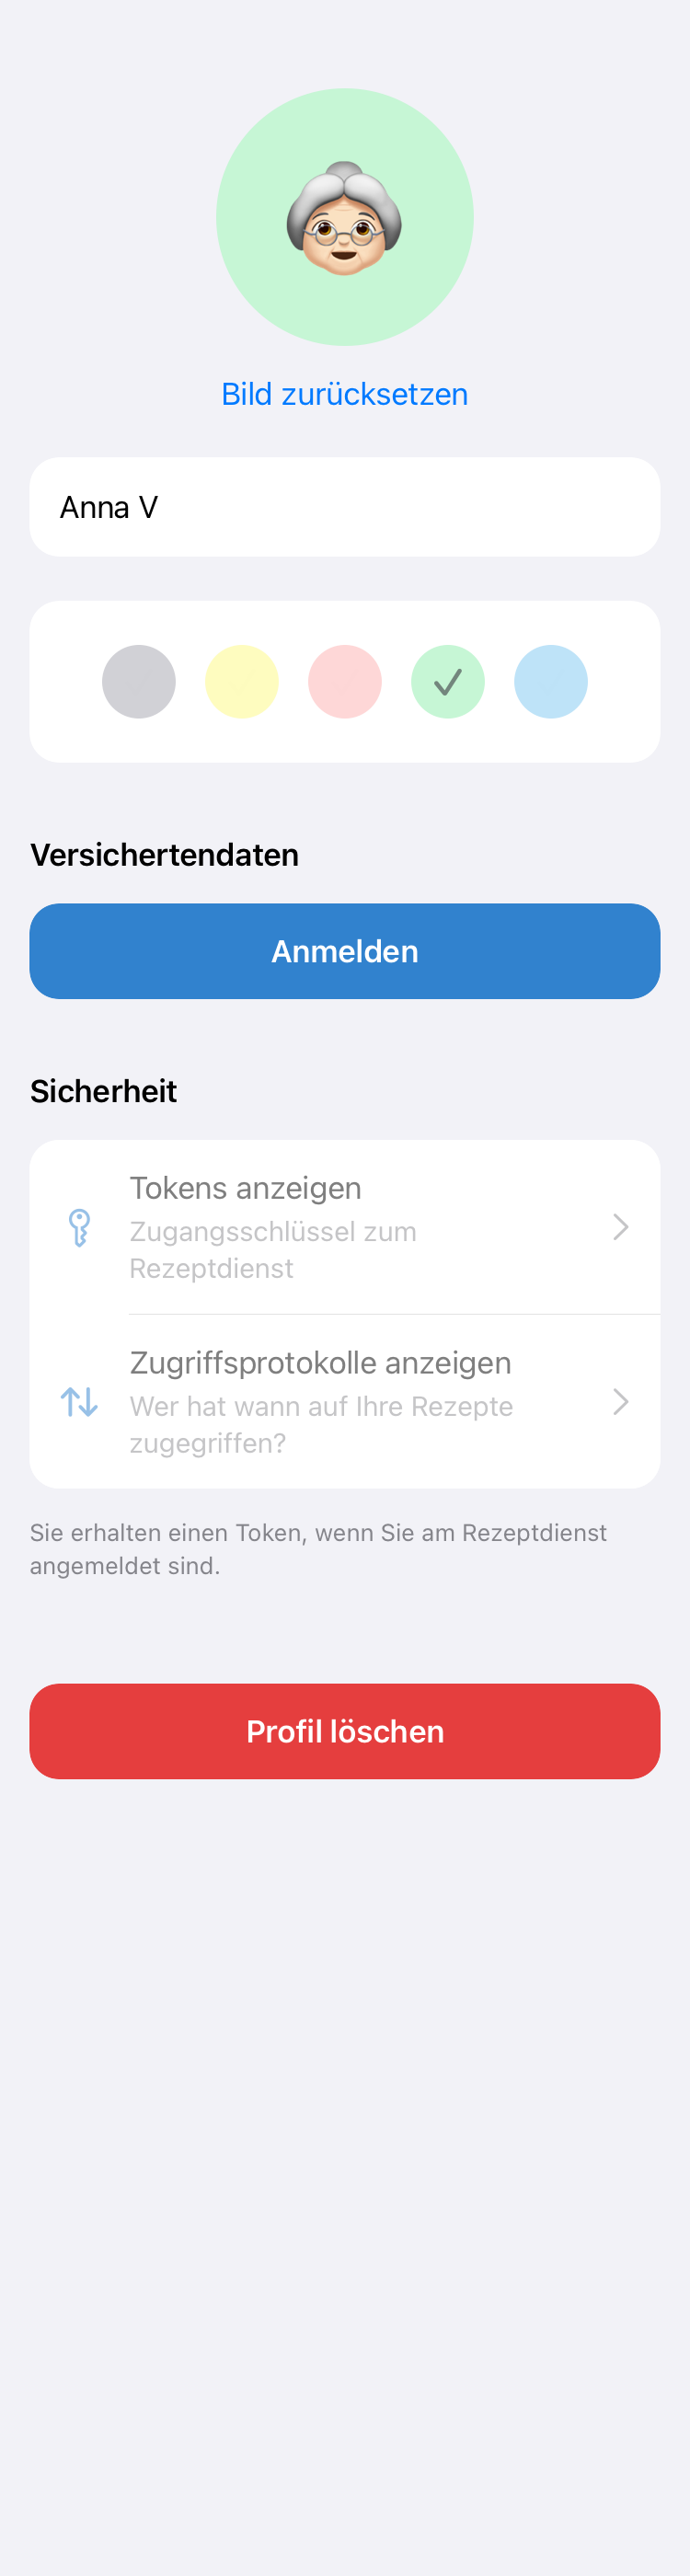 Bild zurücksetzen
Anna V
Versichertendaten
Anmelden
Sicherheit
Tokens anzeigen
Zugangsschlüssel zum
Rezeptdienst
Zugriffsprotokolle anzeigen
Wer hat wann auf Ihre Rezepte
zugegriffen?
Sie erhalten einen Token, wenn Sie am Rezeptdienst
angemeldet sind.
Profil löschen